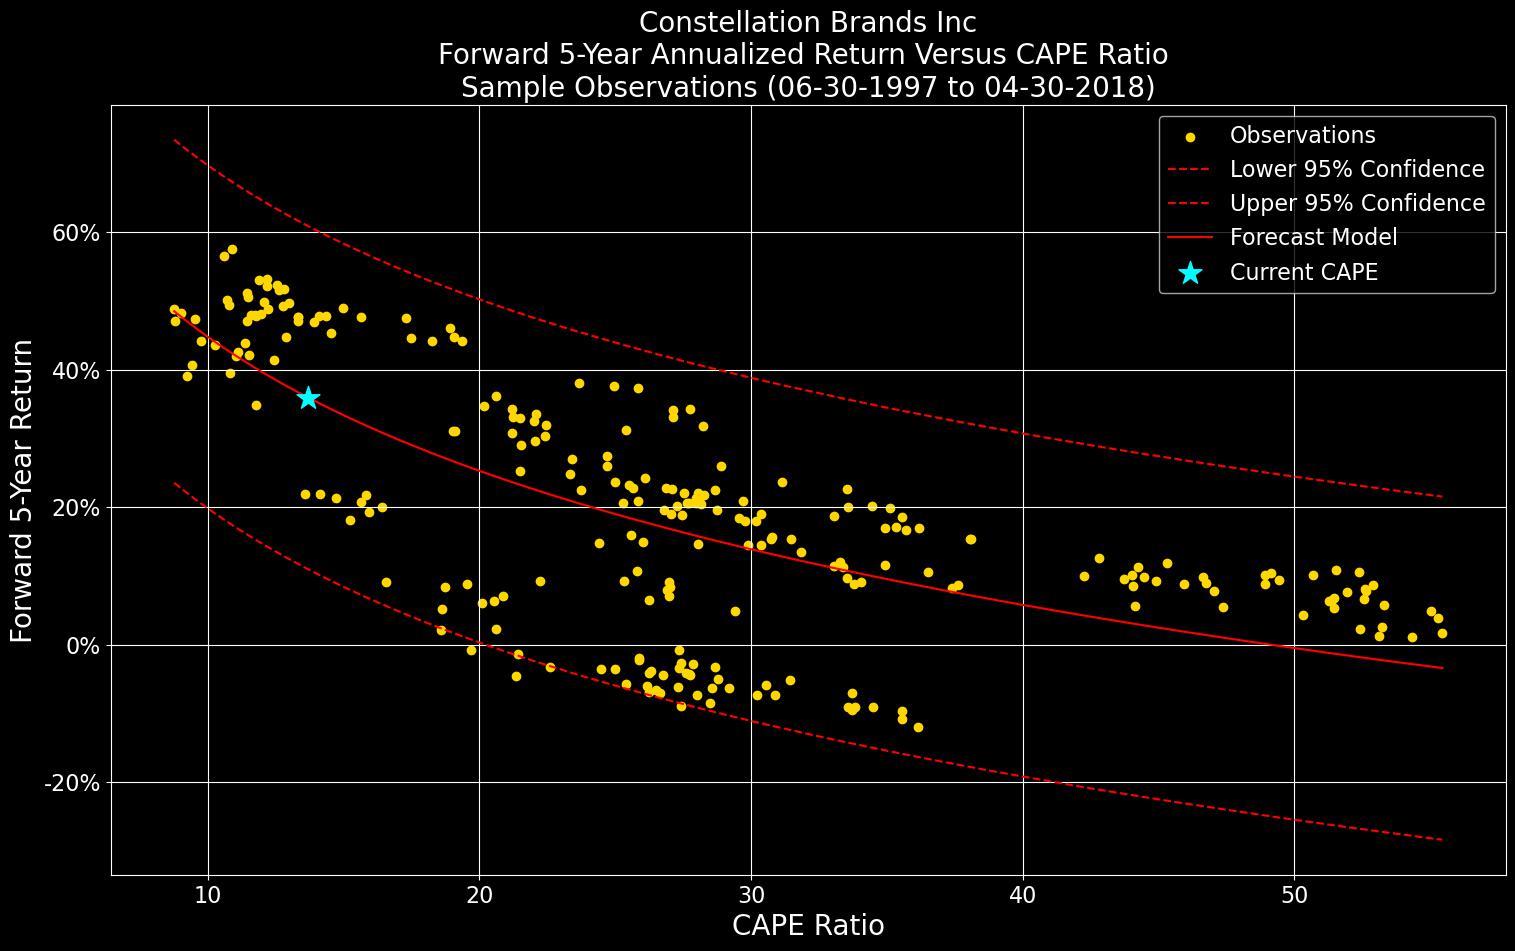 Constellation Brands Inc
Forward 5-Year Annualized Return Versus CAPE Ratio
Sample Observations (06-30-1997 to 04-30-2018)
Observations
Lower 95% Confidence
Upper 95% Confidence
Forecast Model
Current CAPE
Forward 5-Year Return
60%
40%
20%
0%
-20%
10 20 30 40 50
CAPE Ratio